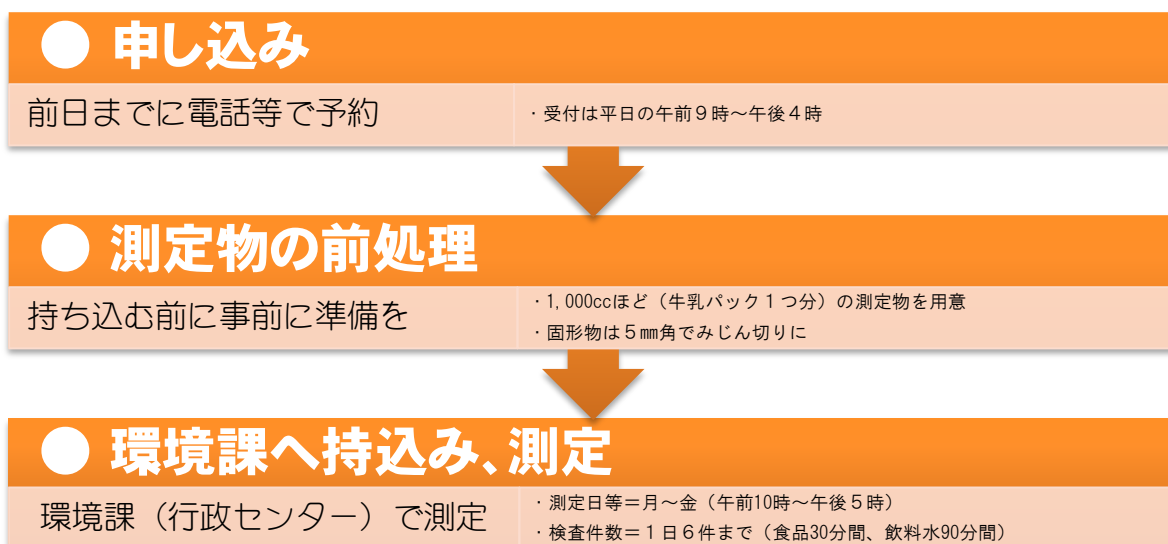 ● 申し込み
前日までに電話等で予約
・受付は平日の午前９時～午後４時
● 測定物の前処理
持ち込む前に事前に準備を
・1,000ccほど（牛乳パック１つ分）の測定物を用意
・固形物は５㎜角でみじん切りに
● 環境課へ持込み、測定
環境課（行政センター）で測定
・測定日等＝月～金（午前10時～午後５時）
・検査件数＝１日６件まで（食品30分間、飲料水90分間）